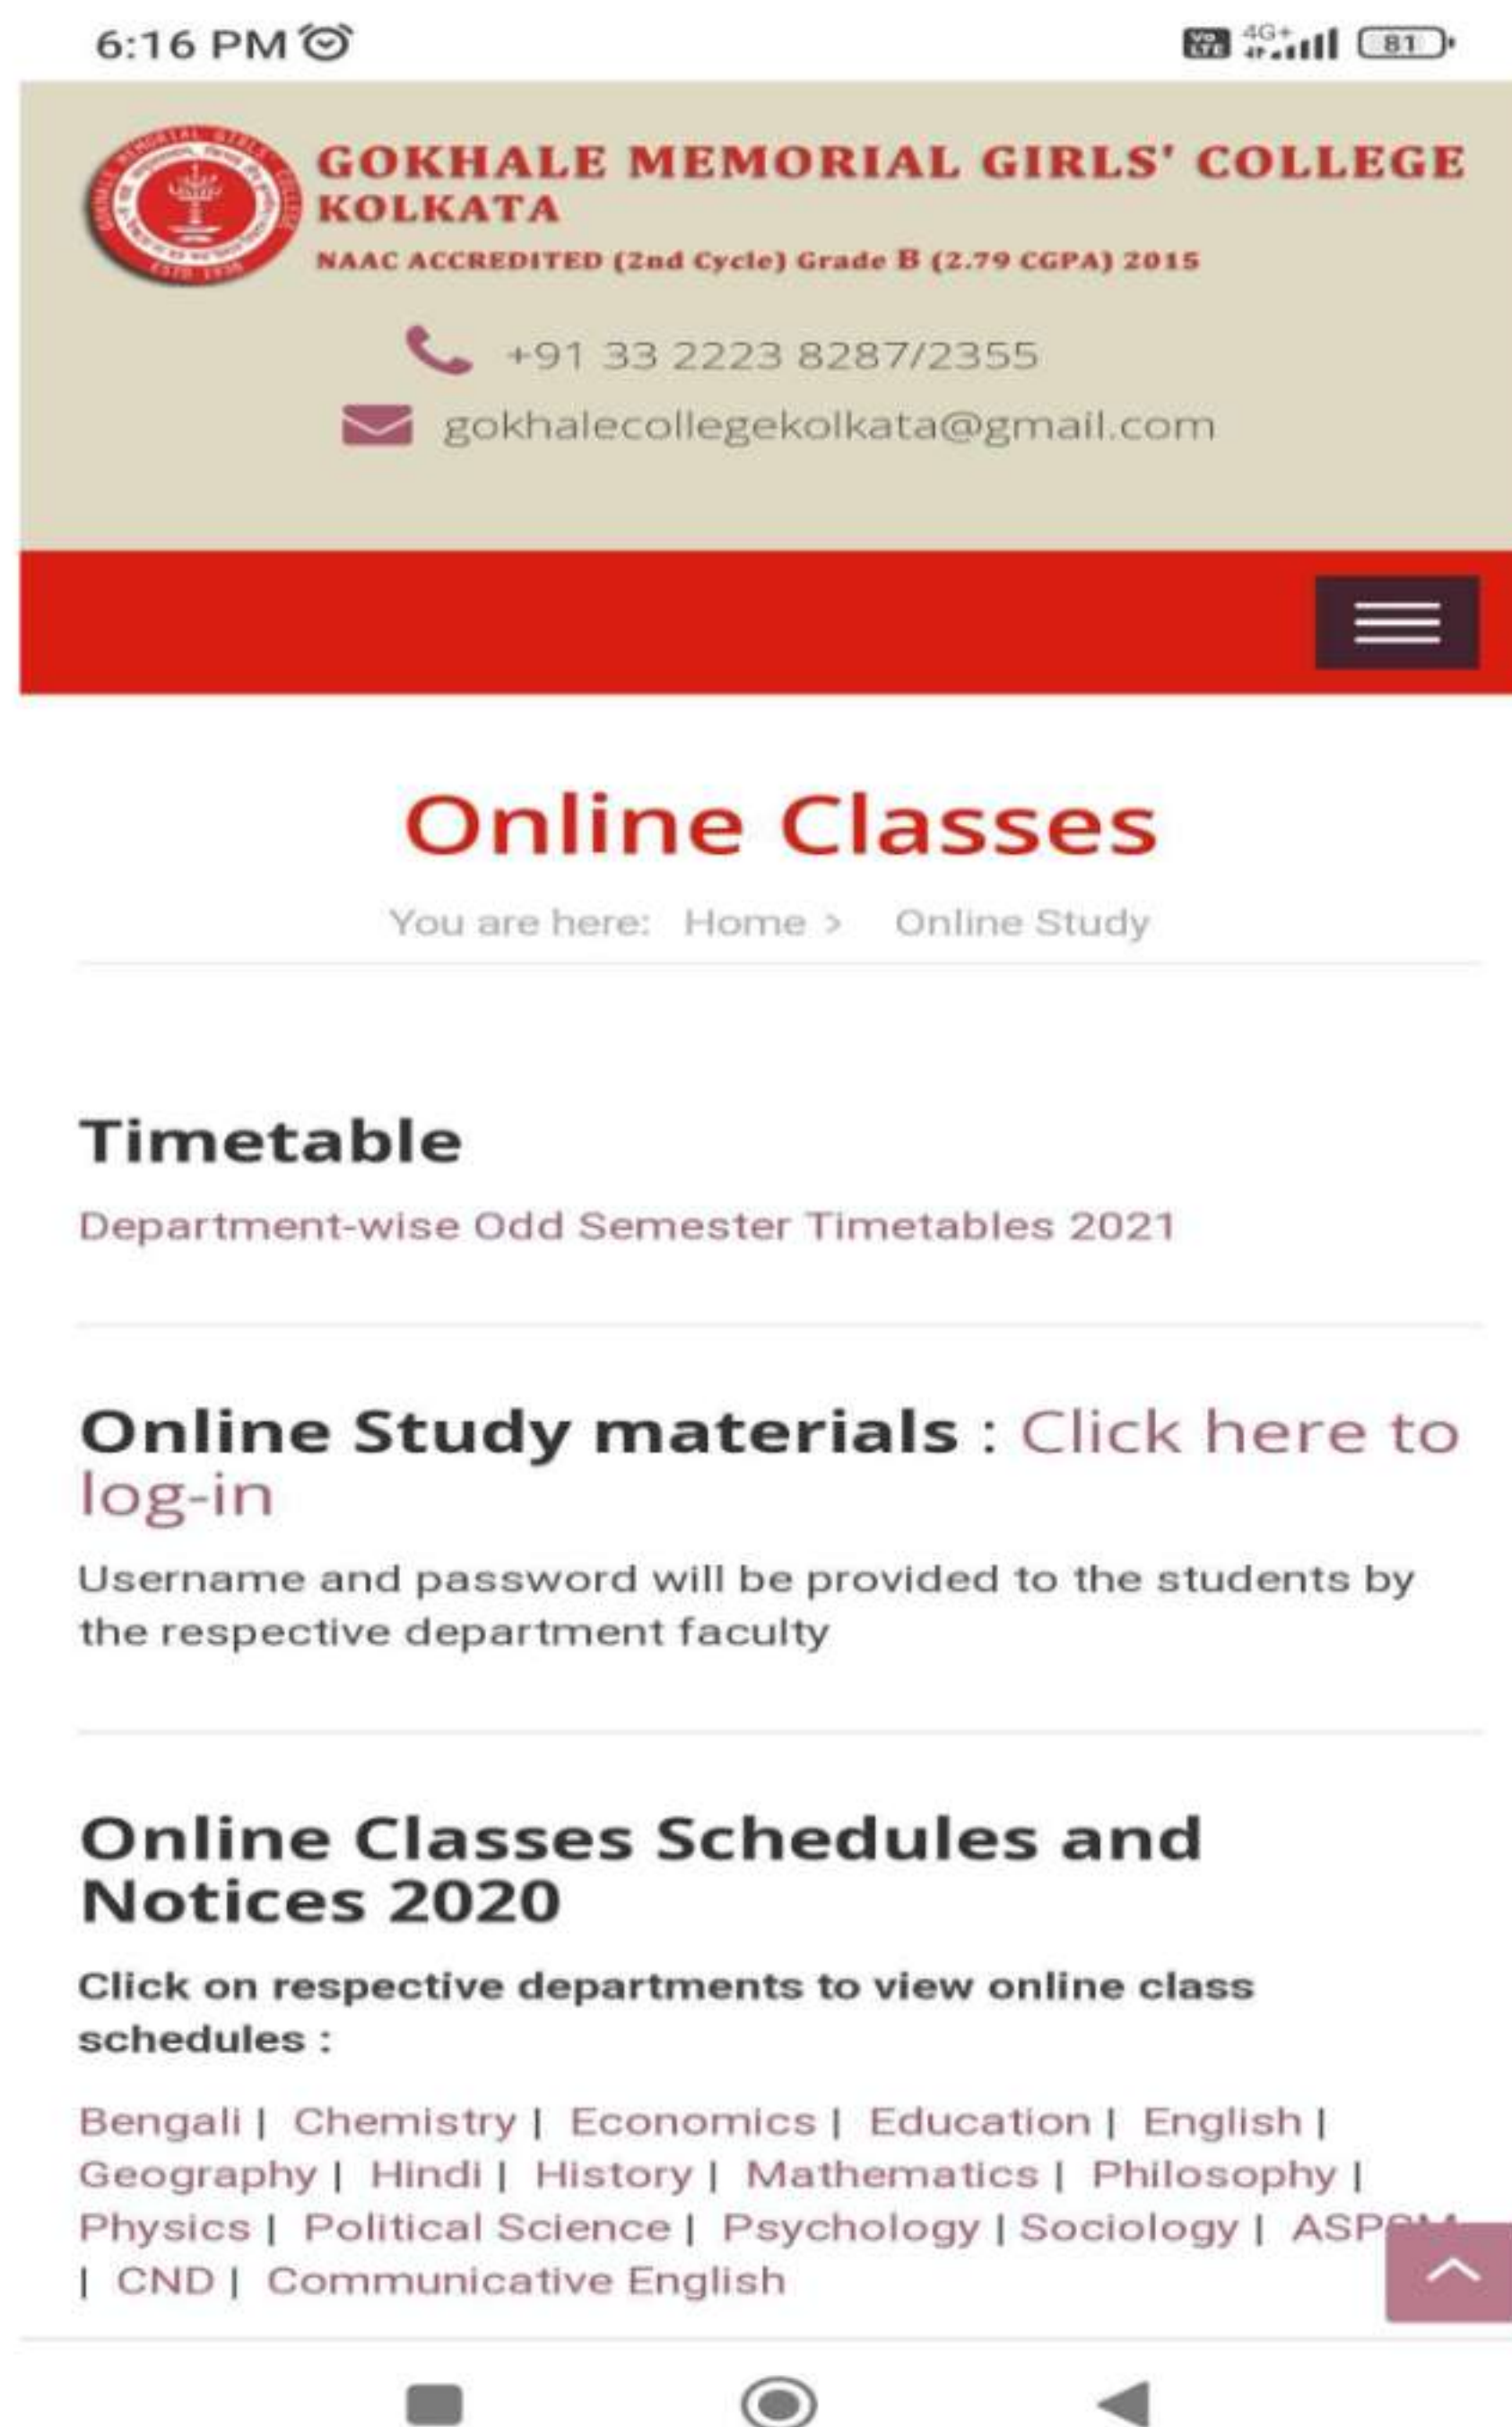 6:16 PM
Vo LTE 4G+ 81
GOKHALE MEMORIAL GIRLS' COLLEGE
KOLKATA
NAAC ACCREDITED (2nd Cycle) Grade B (2.79 CGPA) 2015
+91 33 2223 8287/2355
gokhalecollegekolkata@gmail.com
Online Classes
You are here: Home > Online Study
Timetable
Department-wise Odd Semester Timetables 2021
Online Study materials : Click here to
log-in
Username and password will be provided to the students by
the respective department faculty
Online Classes Schedules and
Notices 2020
Click on respective departments to view online class
schedules :
Bengali | Chemistry | Economics | Education | English |
Geography | Hindi | History | Mathematics | Philosophy |
Physics | Political Science | Psychology | Sociology |
| CND | Communicative English